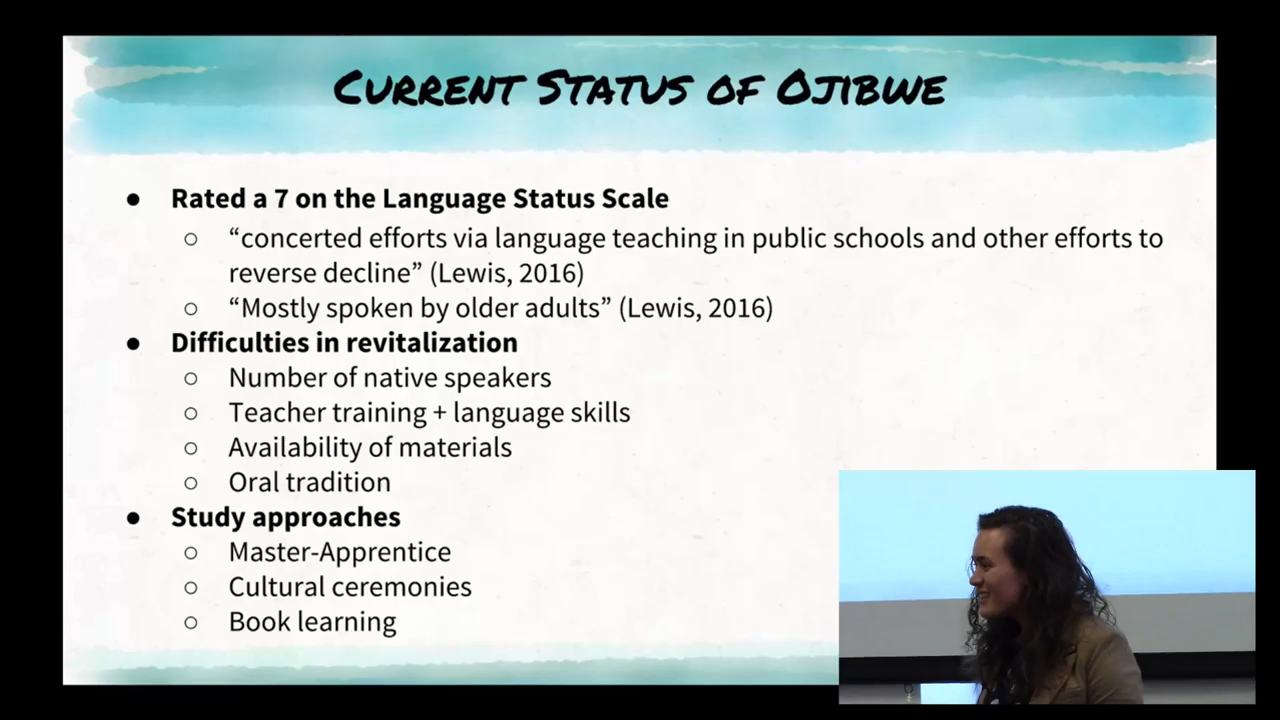 Current Status of Ojibwe
● Rated a 7 on the Language Status Scale
○ “concerted efforts via language teaching in public schools and other efforts to
reverse decline” (Lewis, 2016)
○ “Mostly spoken by older adults” (Lewis, 2016)
● Difficulties in revitalization
○ Number of native speakers
○ Teacher training + language skills
○ Availability of materials
○ Oral tradition
● Study approaches
○ Master-Apprentice
○ Cultural ceremonies
○ Book learning